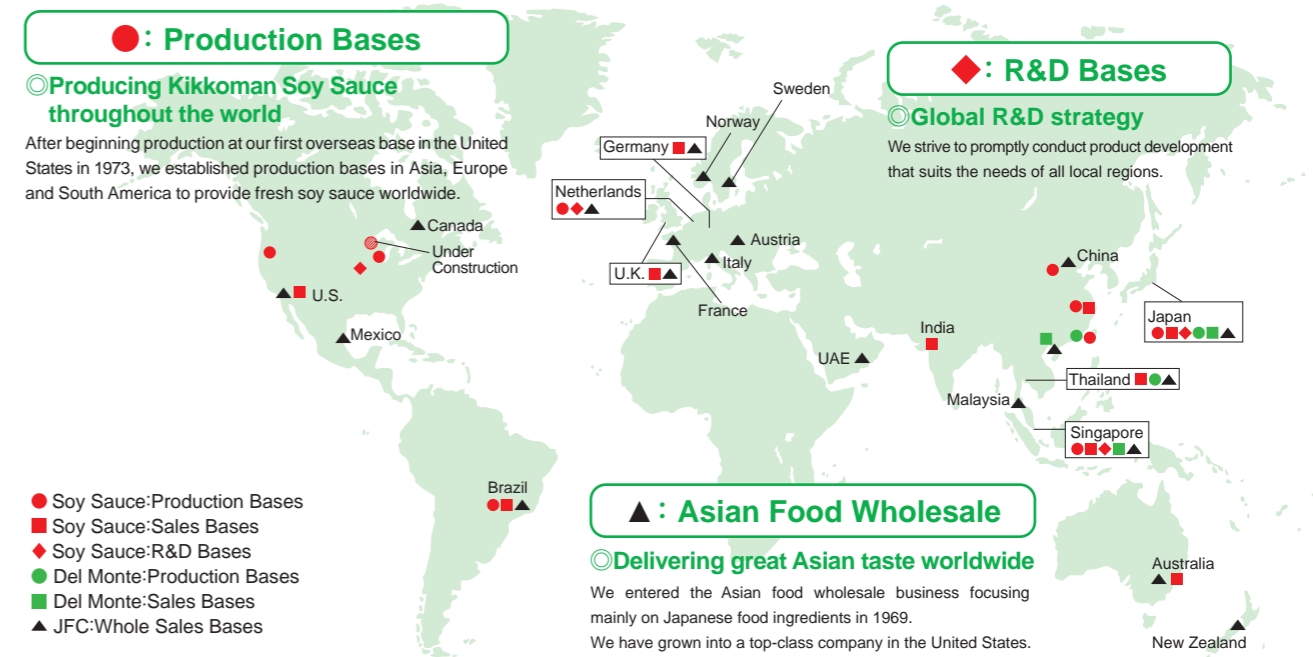 ●: Production Bases
◎Producing Kikkoman Soy Sauce
throughout the world
After beginning production at our first overseas base in the United
States in 1973, we established production bases in Asia, Europe
and South America to provide fresh soy sauce worldwide.
◆: R&D Bases
◎Global R&D strategy
We strive to promptly conduct product development
that suits the needs of all local regions.
Sweden
Norway
Germany
Netherlands
Austria
Italy
U.K.
France
Canada
Under
Construction
U.S.
Mexico
China
Japan
India
UAE
Thailand
Malaysia
Singapore
Brazil
Soy Sauce:Production Bases
Soy Sauce:Sales Bases
Soy Sauce:R&D Bases
Del Monte:Production Bases
Del Monte:Sales Bases
JFC:Whole Sales Bases
▲: Asian Food Wholesale
◎Delivering great Asian taste worldwide
We entered the Asian food wholesale business focusing
mainly on Japanese food ingredients in 1969.
We have grown into a top-class company in the United States.
Australia
New Zealand